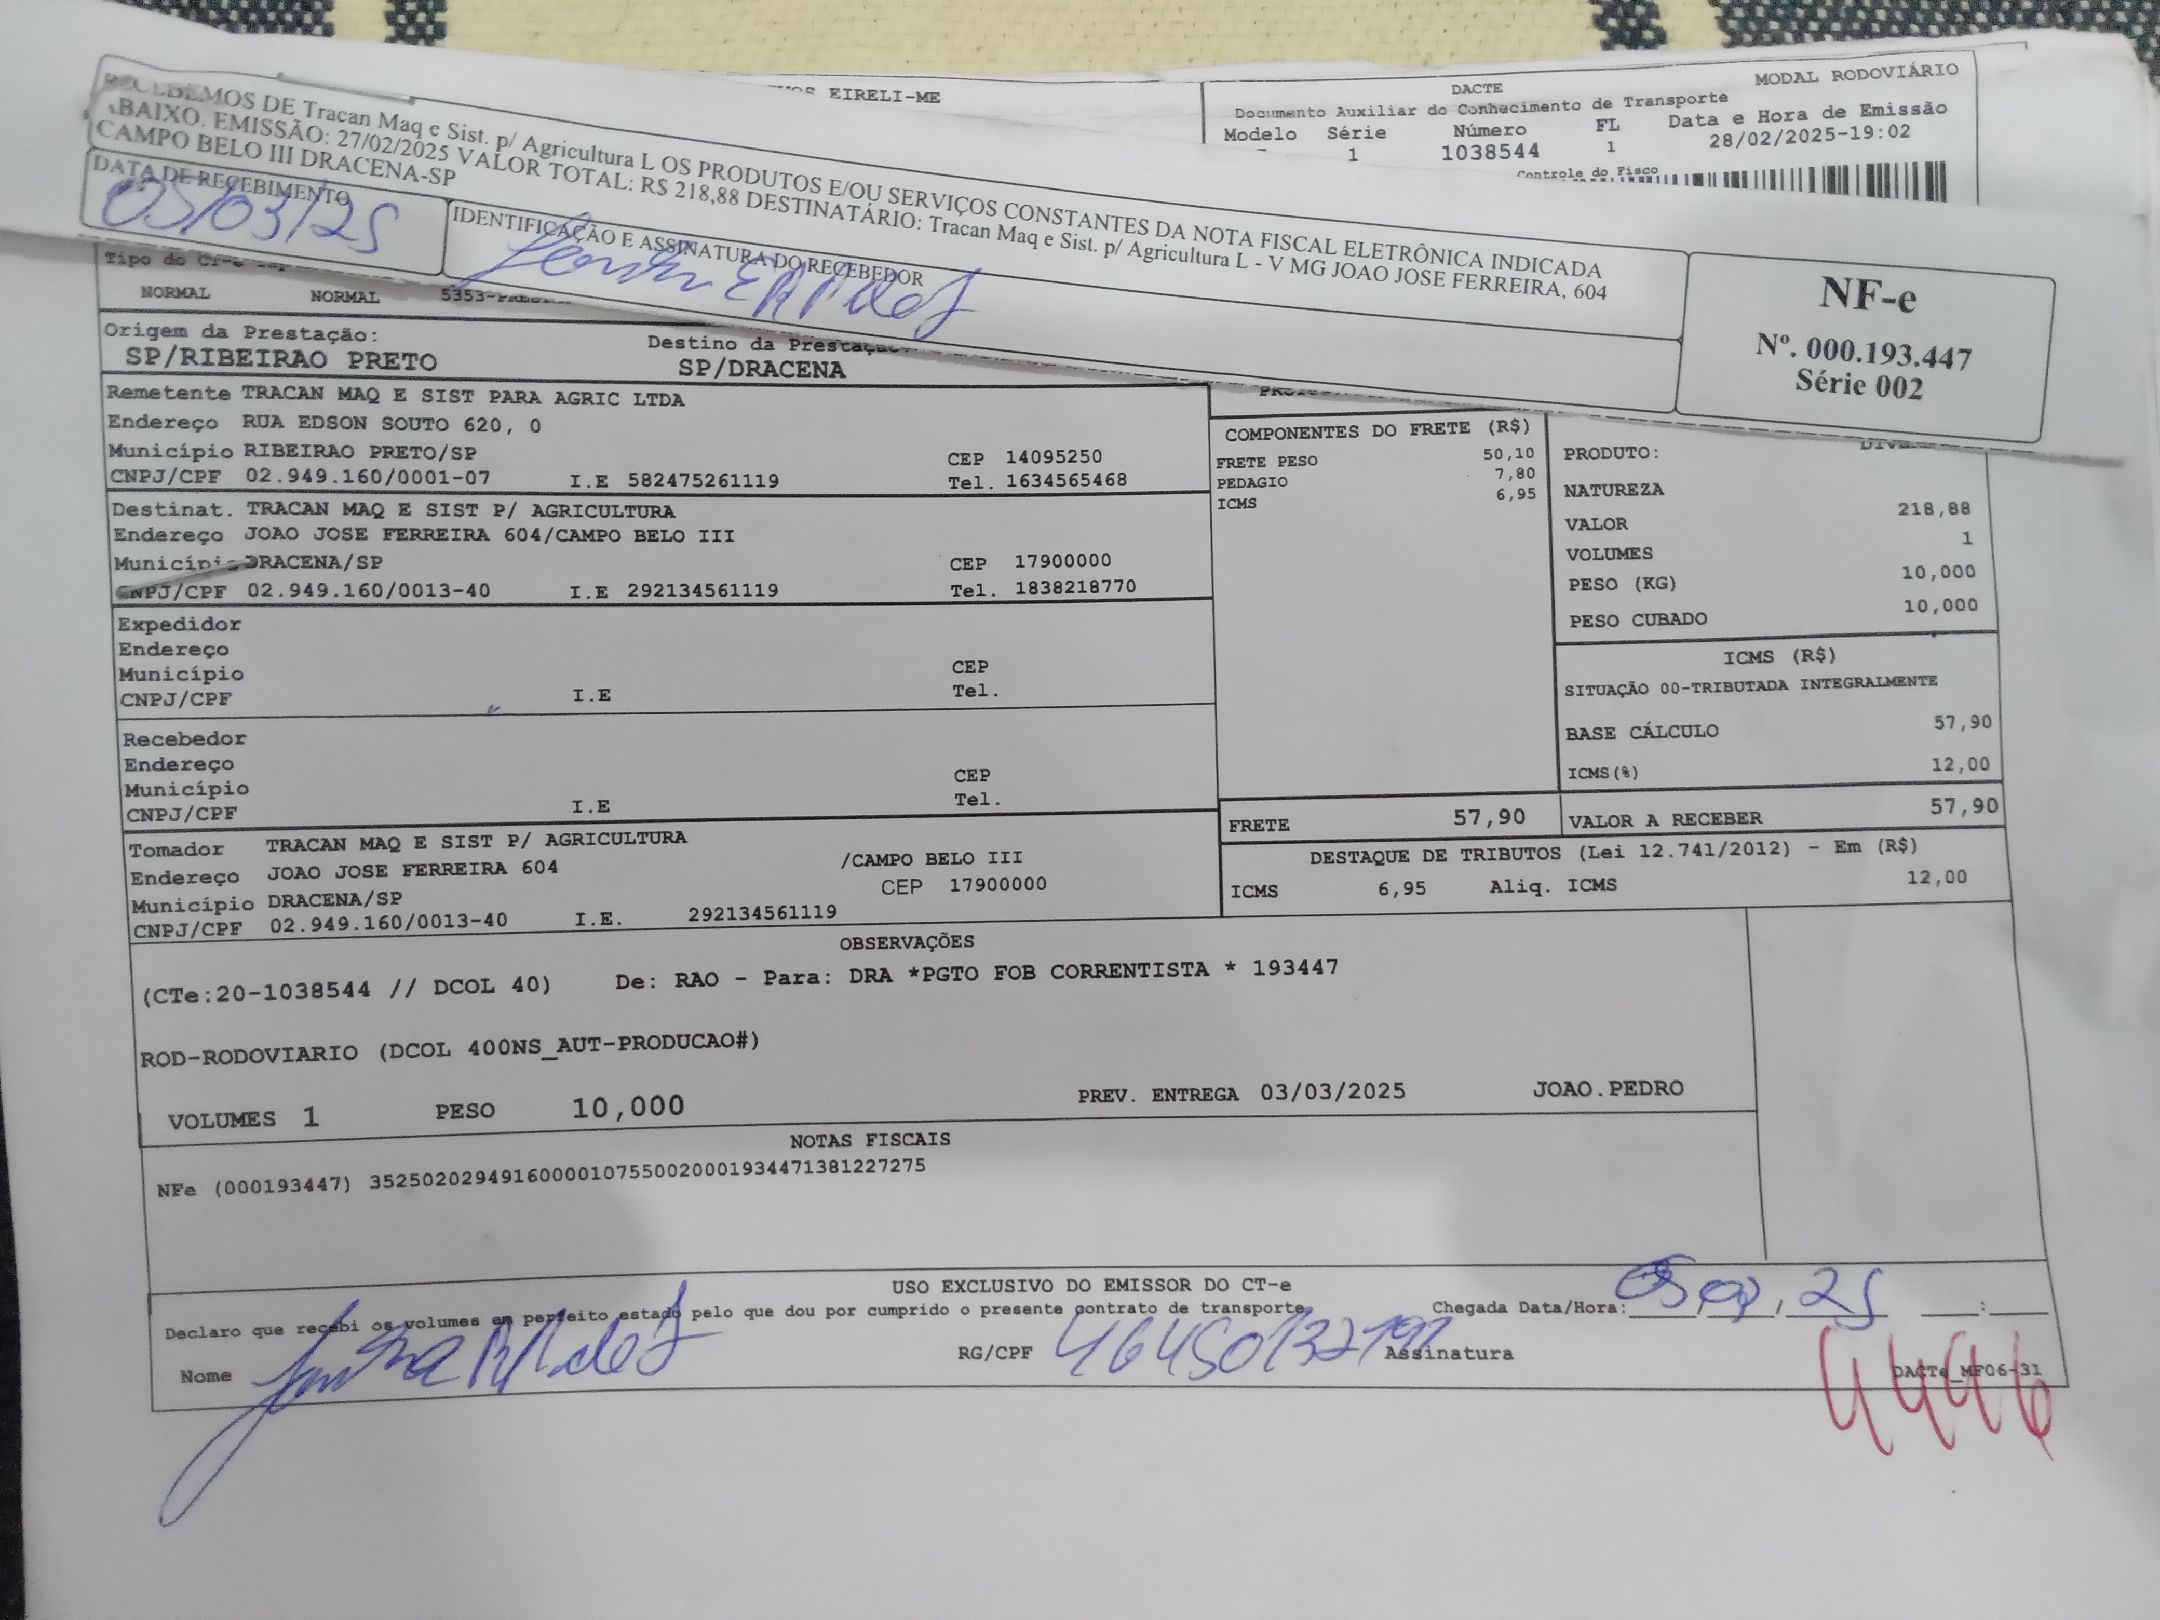 RECEBEMOS DE Tracan Maq e Sist. p/ Agricultura L OS PRODUTOS E/OU SERVIÇOS CONSTANTES DA NOTA FISCAL ELETRÔNICA INDICADA
ABAIXO. EMISSÃO: 27/02/2025 VALOR TOTAL: R$ 218,88 DESTINATÁRIO: Tracan Maq e Sist. p/ Agricultura L - V MG JOAO JOSE FERREIRA, 604
CAMPO BELO III DRACENA-SP
DATA DE RECEBIMENTO
05/03/25
IDENTIFICAÇÃO E ASSINATURA DO RECEBEDOR
NF-e
Nº. 000.193.447
Série 002
EIRELI-ME
DACTE
MODAL RODOVIÁRIO
Documento Auxiliar do Conhecimento de Transporte
Modelo Série Número FL Data e Hora de Emissão
1 1038544 1 28/02/2025-19:02
Controle do Fisco
Tipo do
NORMAL NORMAL
Origem da Prestação: Destino da Prestação
SP/RIBEIRAO PRETO SP/DRACENA
Remetente TRACAN MAQ E SIST PARA AGRIC LTDA
Endereço RUA EDSON SOUTO 620, 0
Município RIBEIRAO PRETO/SP CEP 14095250
CNPJ/CPF 02.949.160/0001-07 I.E 582475261119 Tel. 1634565468
Destinat. TRACAN MAQ E SIST P/ AGRICULTURA
Endereço JOAO JOSE FERREIRA 604/CAMPO BELO III
Município DRACENA/SP CEP 17900000
CNPJ/CPF 02.949.160/0013-40 I.E 292134561119 Tel. 1838218770
Expedidor
Endereço
Município CEP
CNPJ/CPF I.E Tel.
Recebedor
Endereço
Município CEP
CNPJ/CPF I.E Tel.
Tomador TRACAN MAQ E SIST P/ AGRICULTURA
Endereço JOAO JOSE FERREIRA 604 /CAMPO BELO III
Município DRACENA/SP CEP 17900000
CNPJ/CPF 02.949.160/0013-40 I.E. 292134561119
COMPONENTES DO FRETE (R$)
FRETE PESO 50,10
PEDAGIO 7,80
ICMS 6,95
PRODUTO:
NATUREZA
VALOR 218,88
VOLUMES 1
PESO (KG) 10,000
PESO CUBADO 10,000
ICMS (R$)
SITUAÇÃO 00-TRIBUTADA INTEGRALMENTE
BASE CÁLCULO 57,90
ICMS(%) 12,00
FRETE 57,90 VALOR A RECEBER 57,90
DESTAQUE DE TRIBUTOS (Lei 12.741/2012) - Em (R$)
ICMS 6,95 Aliq. ICMS 12,00
OBSERVAÇÕES
(CTe:20-1038544 // DCOL 40) De: RAO - Para: DRA *PGTO FOB CORRENTISTA * 193447
ROD-RODOVIARIO (DCOL 400NS_AUT-PRODUCAO#)
VOLUMES 1 PESO 10,000 PREV. ENTREGA 03/03/2025 JOAO.PEDRO
NOTAS FISCAIS
NFe (000193447) 35250202949160000107550020001934471381227275
USO EXCLUSIVO DO EMISSOR DO CT-e
Declaro que recebi os volumes em perfeito estado pelo que dou por cumprido o presente contrato de transporte. Chegada Data/Hora:
Nome RG/CPF Assinatura
DACTe_MF06-31